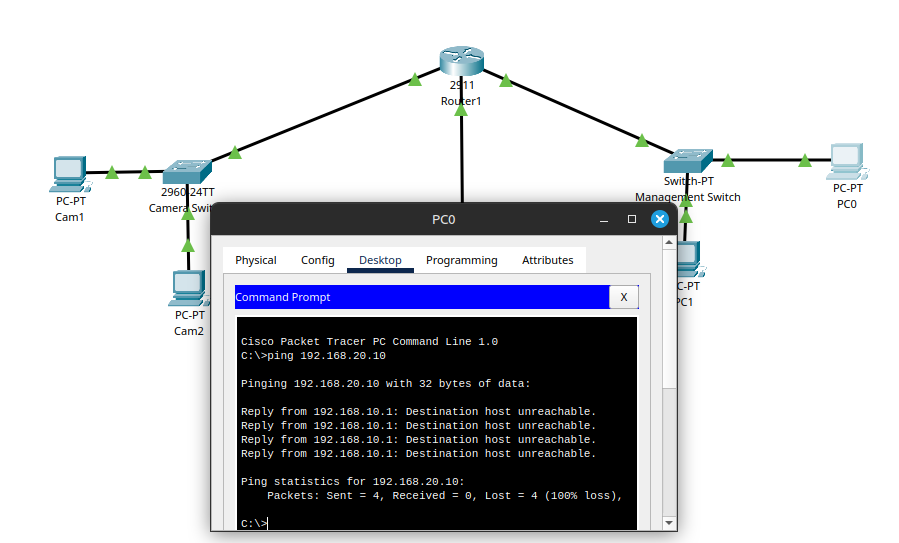 2911
Router1
PC-PT
Cam1
2960-24TT
Camera Swit
PC-PT
Cam2
Switch-PT
Management Switch
PC-PT
PC0
C-PT
PC1
PC0
Physical
Config
Desktop
Programming
Attributes
Command Prompt
X
Cisco Packet Tracer PC Command Line 1.0
C:\>ping 192.168.20.10
Pinging 192.168.20.10 with 32 bytes of data:
Reply from 192.168.10.1: Destination host unreachable.
Reply from 192.168.10.1: Destination host unreachable.
Reply from 192.168.10.1: Destination host unreachable.
Reply from 192.168.10.1: Destination host unreachable.
Ping statistics for 192.168.20.10:
Packets: Sent = 4, Received = 0, Lost = 4 (100% loss),
C:\>